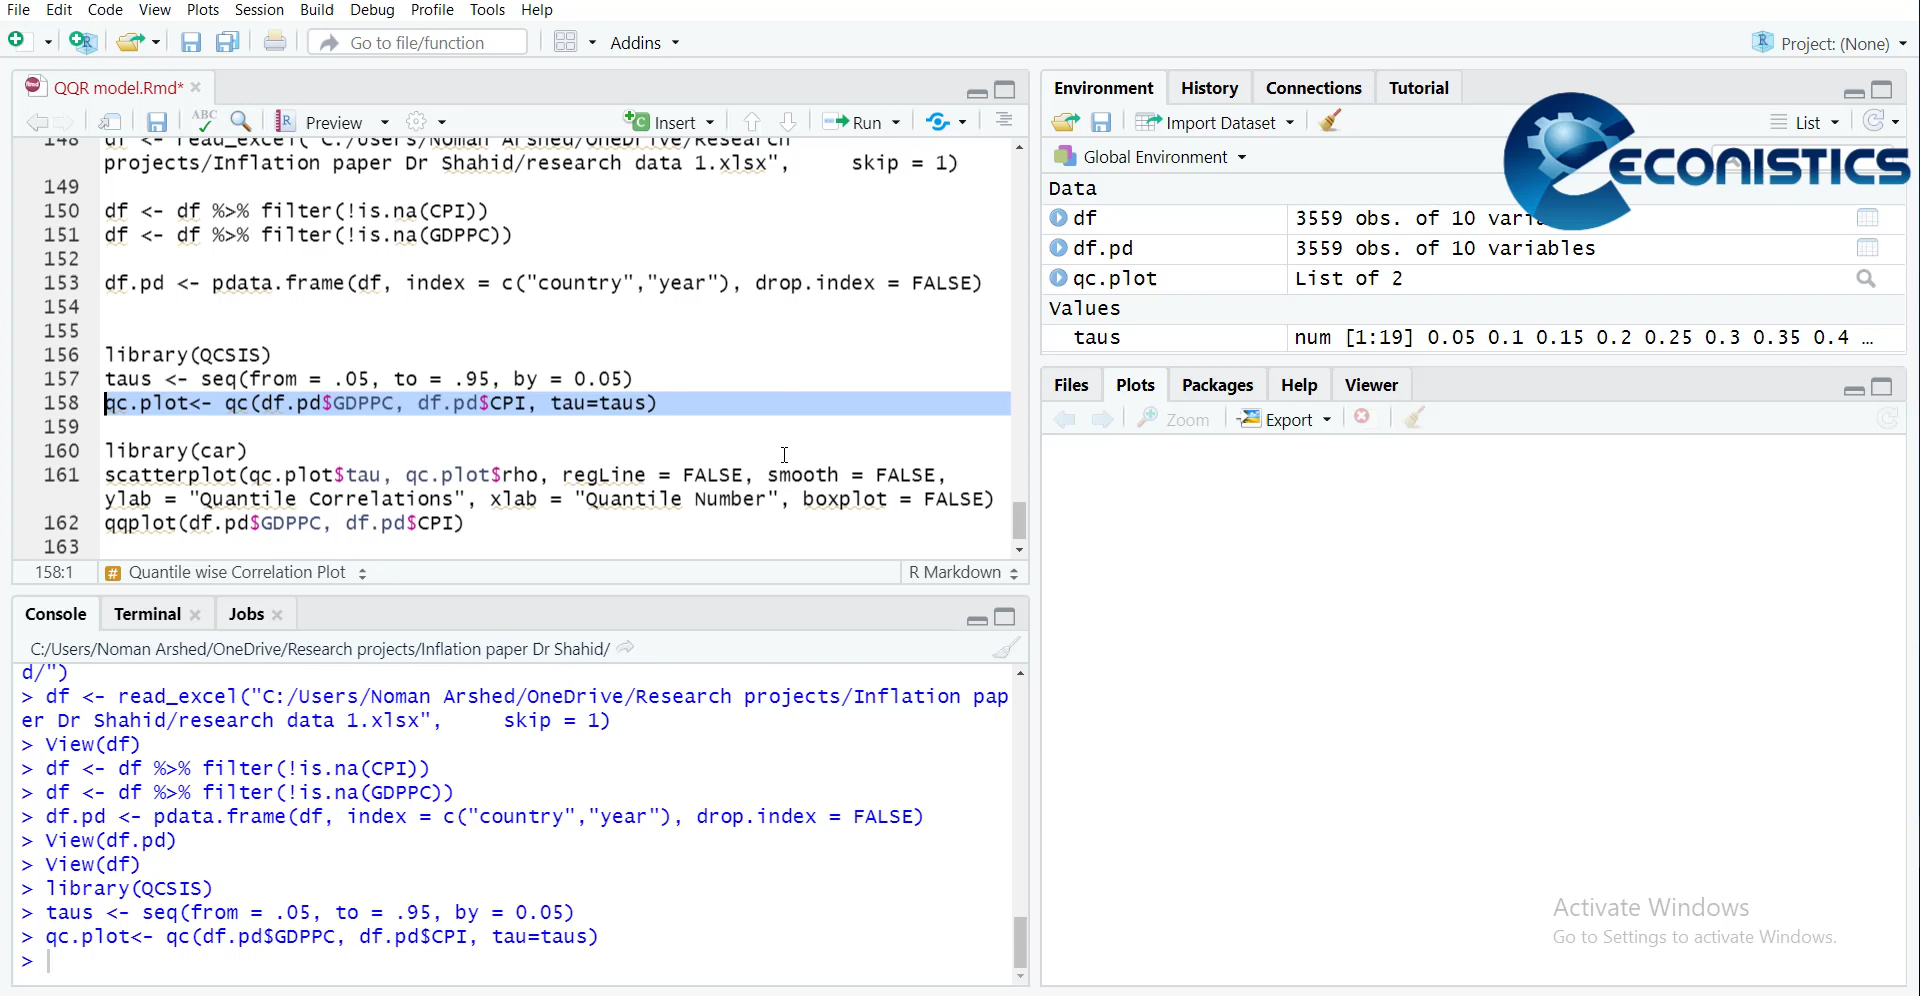 File Edit Code View Plots Session Build Debug Profile Tools Help
Go to file/function Addins Project: (None)
QQR model.Rmd*
ABC Preview Insert Run
148 df <- read_excel("C:/Users/Noman Arshed/OneDrive/Research
projects/Inflation paper Dr Shahid/research data 1.xlsx", skip = 1)
149
150 df <- df %>% filter(!is.na(CPI))
151 df <- df %>% filter(!is.na(GDPPC))
152
153 df.pd <- pdata.frame(df, index = c("country","year"), drop.index = FALSE)
154
155
156 library(QCSIS)
157 taus <- seq(from = .05, to = .95, by = 0.05)
158 qc.plot<- qc(df.pd$GDPPC, df.pd$CPI, tau=taus)
159
160 library(car)
161 scatterplot(qc.plot$tau, qc.plot$rho, regLine = FALSE, smooth = FALSE,
ylab = "Quantile Correlations", xlab = "Quantile Number", boxplot = FALSE)
162 qqplot(df.pd$GDPPC, df.pd$CPI)
163
158:1 # Quantile wise Correlation Plot R Markdown
Console Terminal Jobs
C:/Users/Noman Arshed/OneDrive/Research projects/Inflation paper Dr Shahid/
d/")
> df <- read_excel("C:/Users/Noman Arshed/OneDrive/Research projects/Inflation pap
er Dr Shahid/research data 1.xlsx", skip = 1)
> View(df)
> df <- df %>% filter(!is.na(CPI))
> df <- df %>% filter(!is.na(GDPPC))
> df.pd <- pdata.frame(df, index = c("country","year"), drop.index = FALSE)
> View(df.pd)
> View(df)
> library(QCSIS)
> taus <- seq(from = .05, to = .95, by = 0.05)
> qc.plot<- qc(df.pd$GDPPC, df.pd$CPI, tau=taus)
>
Environment History Connections Tutorial
Import Dataset List
Global Environment
ECONISTICS
Data
df 3559 obs. of 10 vari
df.pd 3559 obs. of 10 variables
qc.plot List of 2
Values
taus num [1:19] 0.05 0.1 0.15 0.2 0.25 0.3 0.35 0.4 ...
Files Plots Packages Help Viewer
Zoom Export
Activate Windows
Go to Settings to activate Windows.